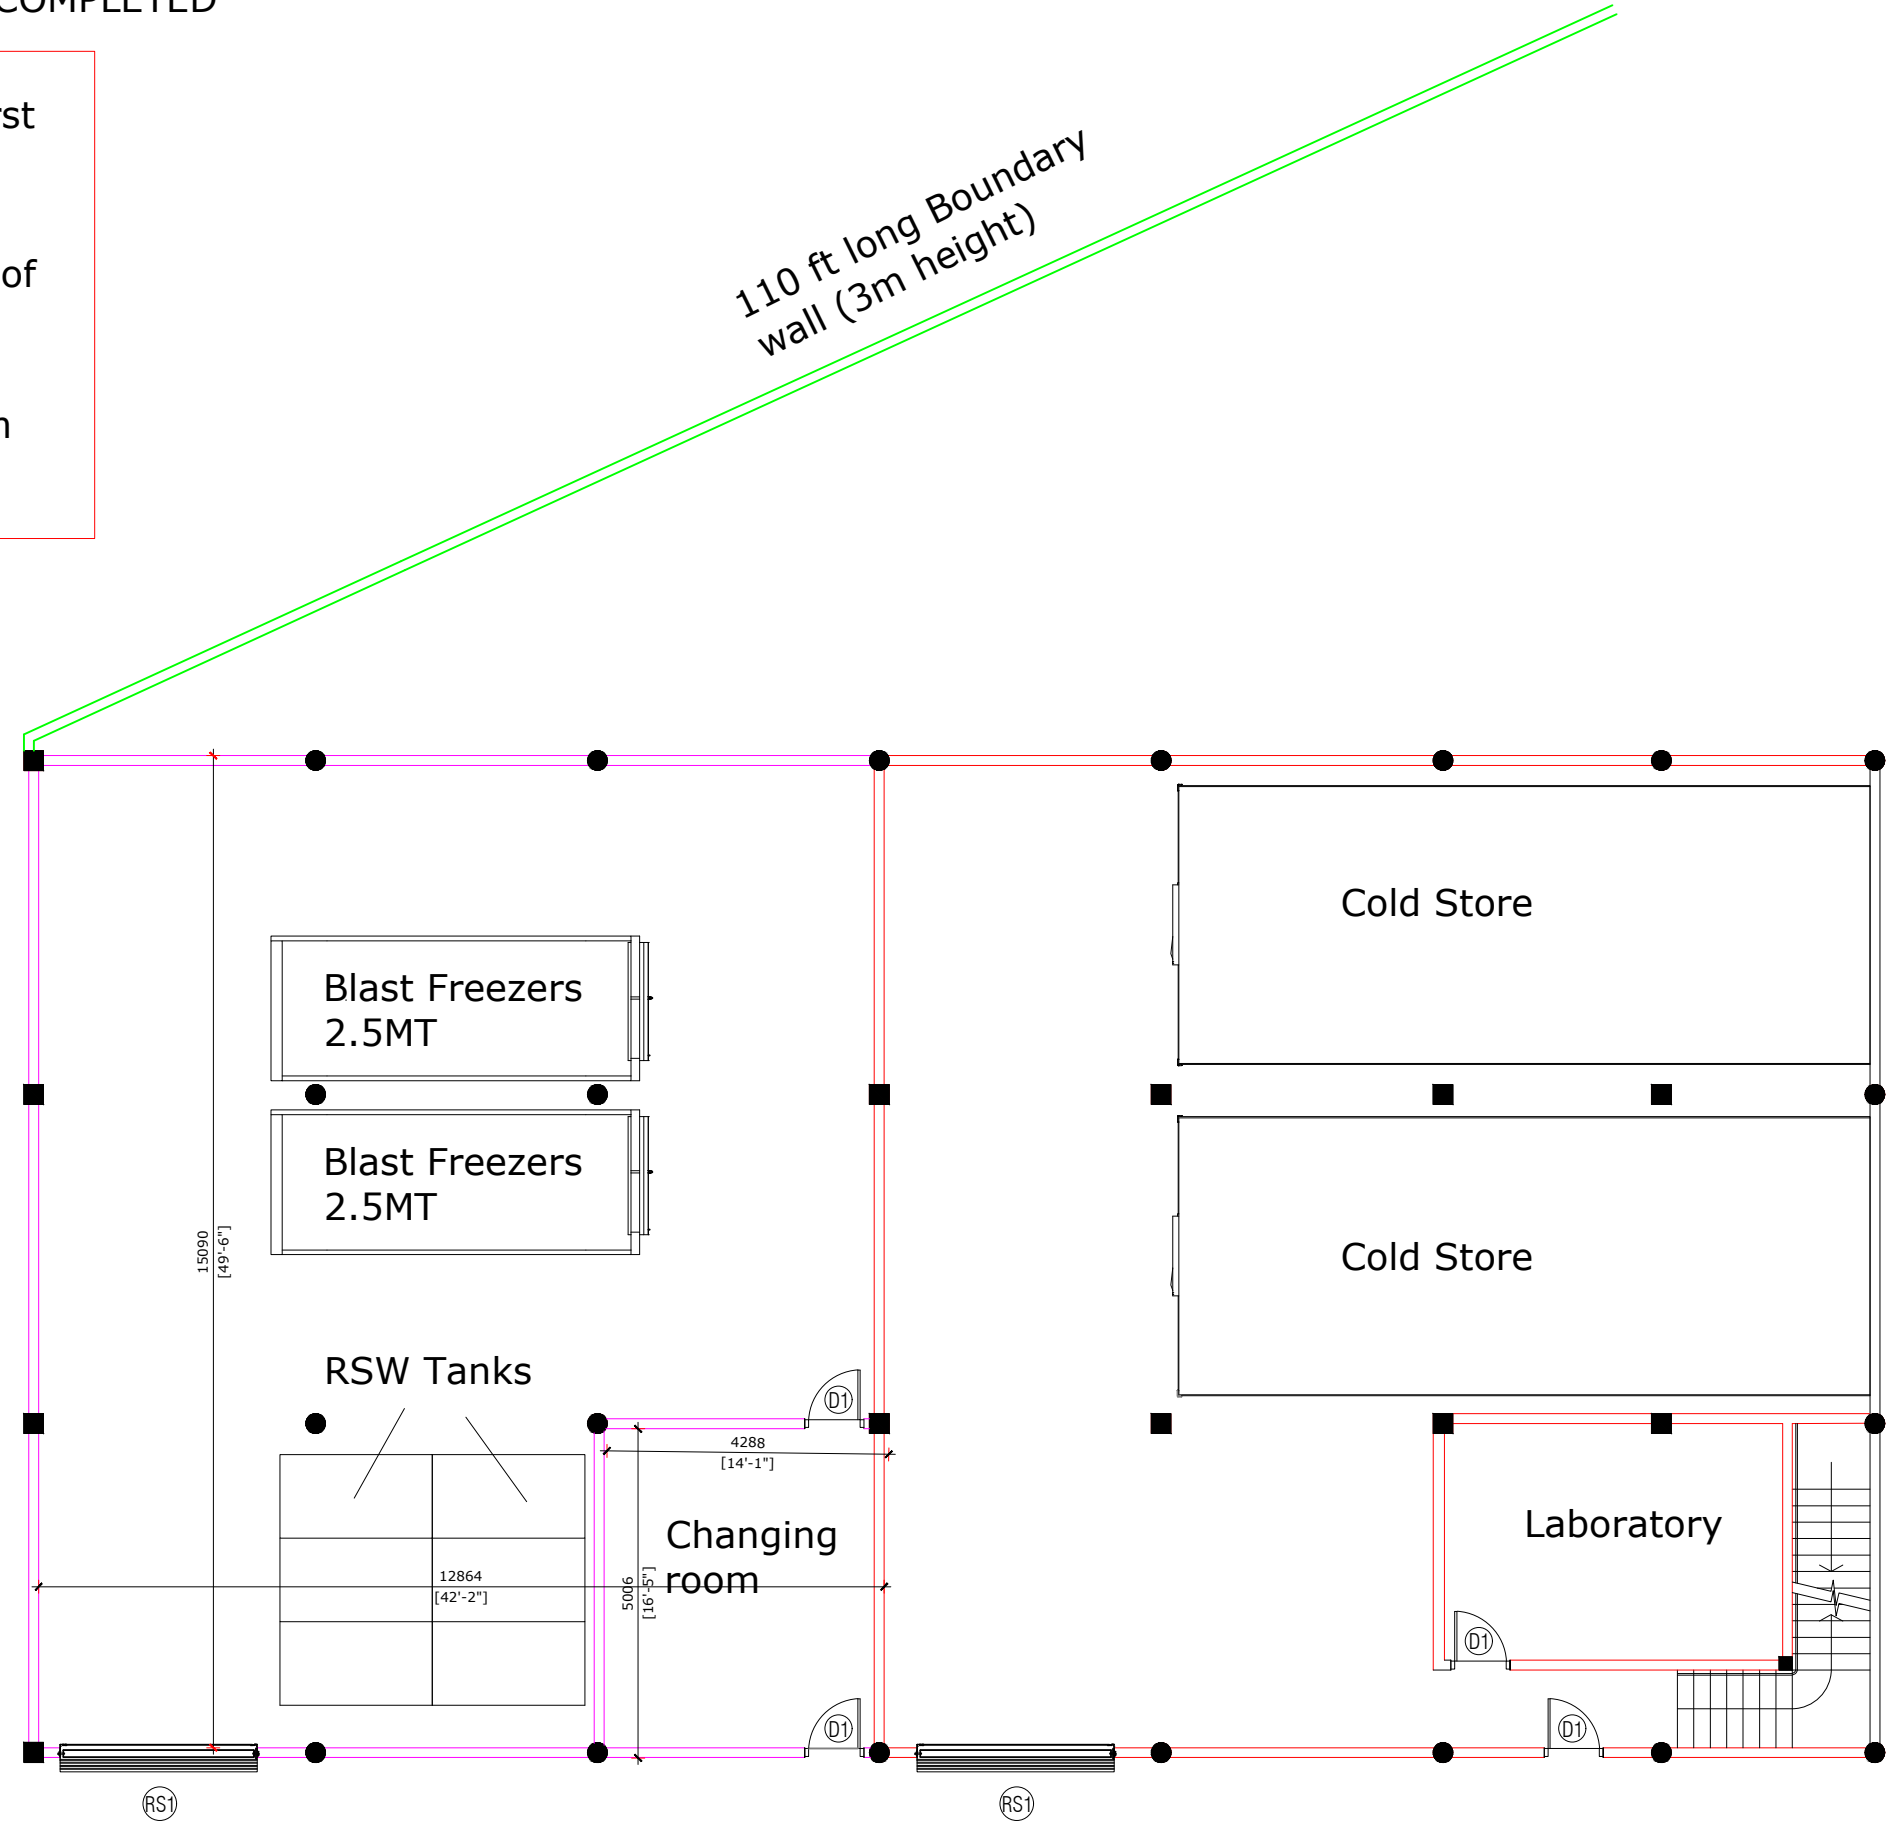 COMPLETED
rst
of
110 ft long Boundary
wall (3m height)
Cold Store
Blast Freezers
2.5MT
Blast Freezers
2.5MT
15090
[49'-6"]
Cold Store
RSW Tanks
D1
4288
[14'-1"]
Changing
room
Laboratory
12864
[42'-2"]
5006
[16'-5"]
D1
D1
D1
RS1
RS1